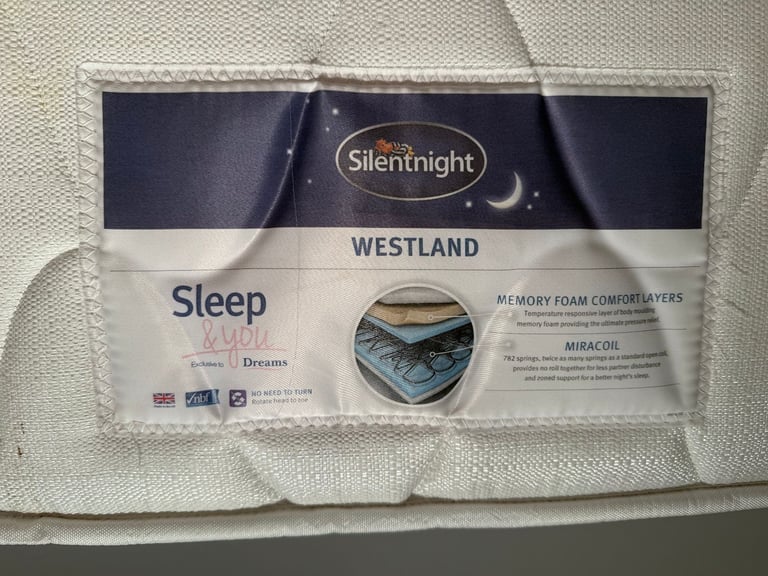 Silentnight
WESTLAND
Sleep
&you
Exclusive to Dreams
nbf
NO NEED TO TURN
Rotate head to toe
MEMORY FOAM COMFORT LAYERS
Temperature responsive layer of body moulding
memory foam providing the ultimate pressure relief.
MIRACOIL
782 springs, twice as many springs as a standard open coil,
provides no roll together for less partner disturbance
and zoned support for a better night's sleep.